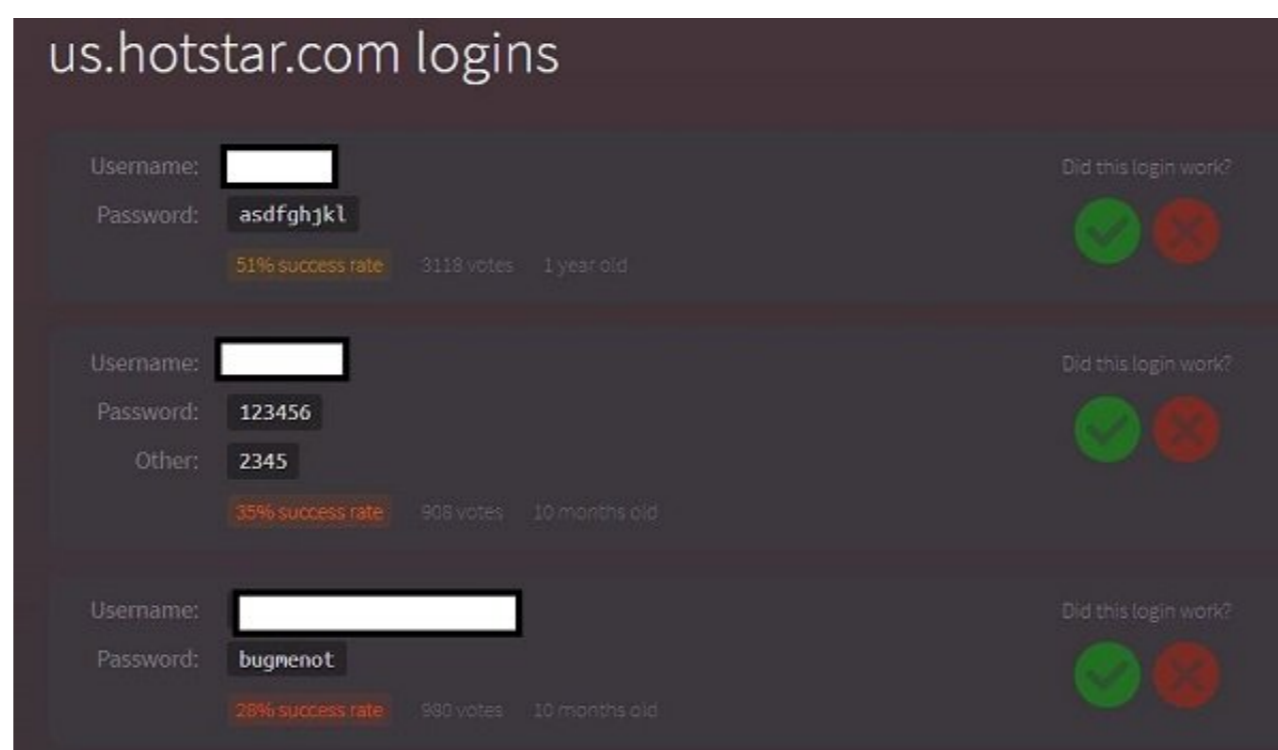 us.hotstar.com logins
Username:
Did this login work?
Password: asdfghjkl
51% success rate 3118 votes 1 year old
Username:
Did this login work?
Password: 123456
Other: 2345
35% success rate 908 votes 10 months old
Username:
Did this login work?
Password: bugmenot
28% success rate 980 votes 10 months old